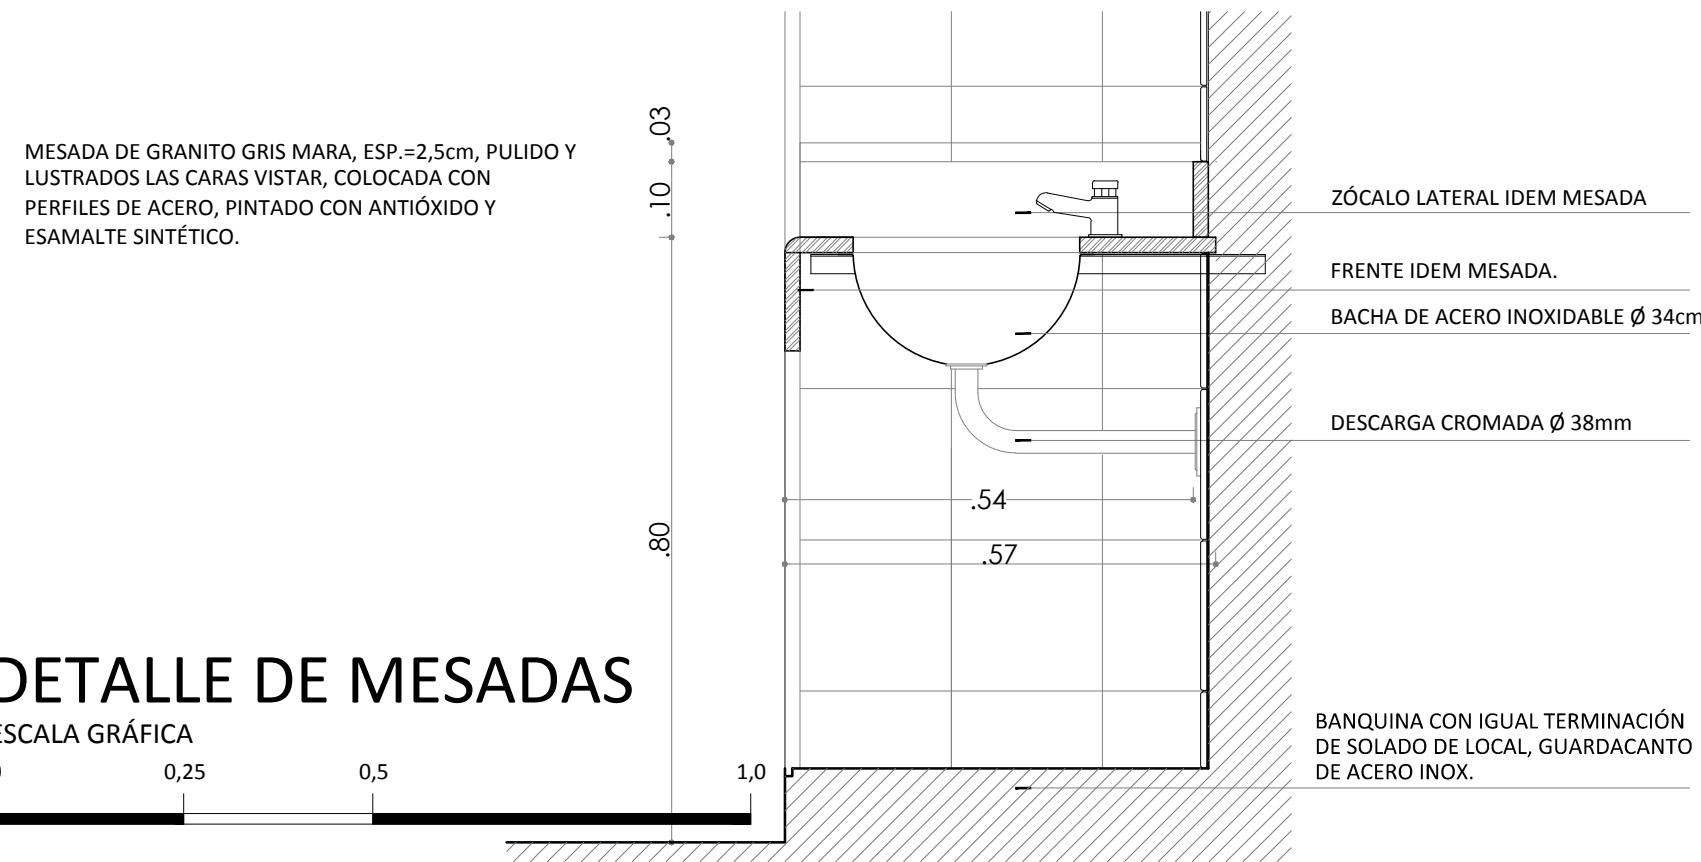 MESADA DE GRANITO GRIS MARA, ESP.=2,5cm, PULIDO Y
LUSTRADOS LAS CARAS VISTAR, COLOCADA CON
PERFILES DE ACERO, PINTADO CON ANTIÓXIDO Y
ESAMALTE SINTÉTICO.
.03
.10
.80
.54
.57
ZÓCALO LATERAL IDEM MESADA
FRENTE IDEM MESADA.
BACHA DE ACERO INOXIDABLE Ø 34cm
DESCARGA CROMADA Ø 38mm
BANQUINA CON IGUAL TERMINACIÓN
DE SOLADO DE LOCAL, GUARDACANTO
DE ACERO INOX.
DETALLE DE MESADAS
ESCALA GRÁFICA
0,25 0,5 1,0